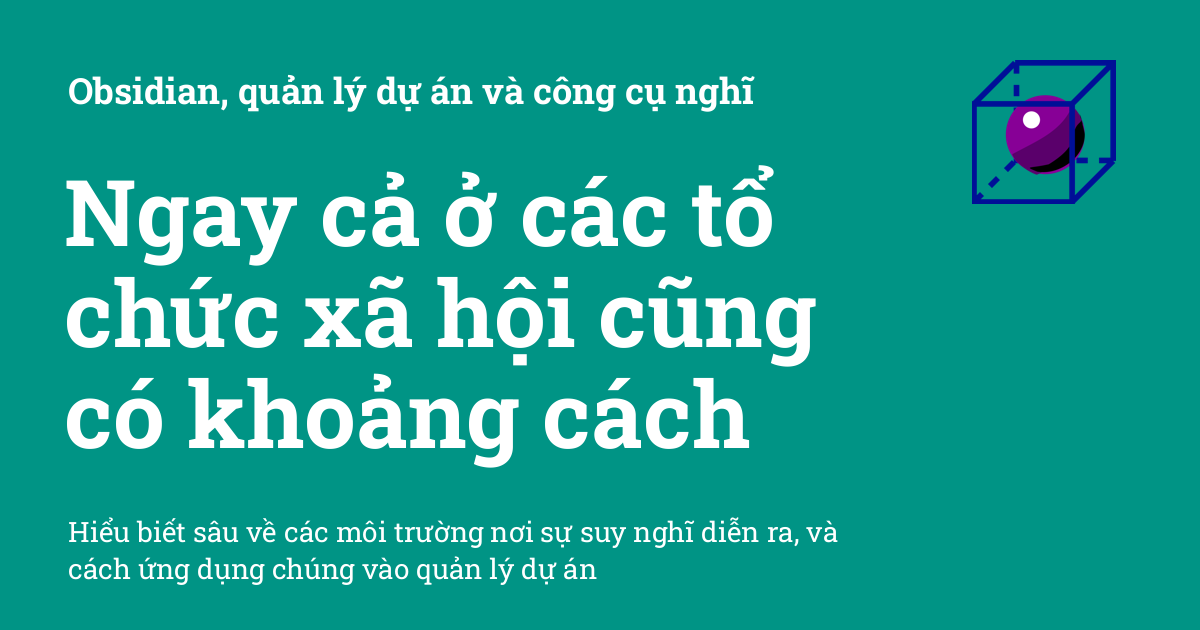 Obsidian, quản lý dự án và công cụ nghĩ
Ngay cả ở các tổ
chức xã hội cũng
có khoảng cách
Hiểu biết sâu về các môi trường nơi sự suy nghĩ diễn ra, và
cách ứng dụng chúng vào quản lý dự án